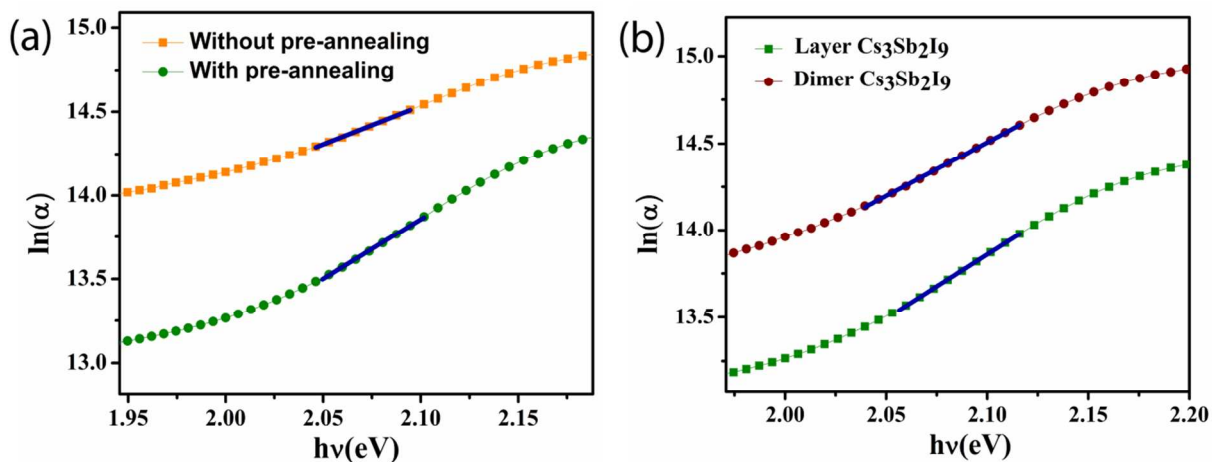 (a)
15.0
14.5
14.0
13.5
13.0
ln(α)
Without pre-annealing
With pre-annealing
1.95 2.00 2.05 2.10 2.15
hν(eV)
(b)
15.0
14.5
14.0
13.5
ln(α)
Layer Cs3Sb2I9
Dimer Cs3Sb2I9
2.00 2.05 2.10 2.15 2.20
hν(eV)